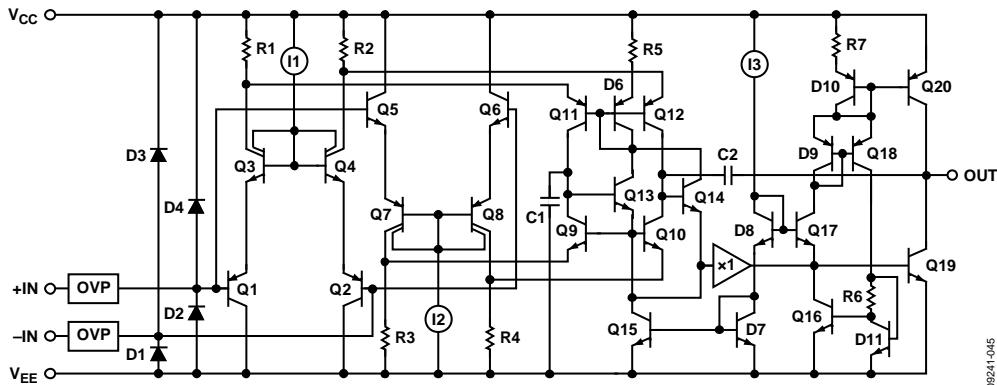 VCC
R1
I1
R2
R5
I3
R7
D6
D10
Q20
Q5
Q6
Q11
Q12
D3
Q3
Q4
D9
Q18
C2
OUT
D4
Q13
Q14
Q7
Q8
C1
Q9
Q10
D8
Q17
×1
Q19
+IN
OVP
Q1
Q2
D2
R6
–IN
OVP
I2
R3
R4
Q15
D7
Q16
D11
D1
VEE
09241-045